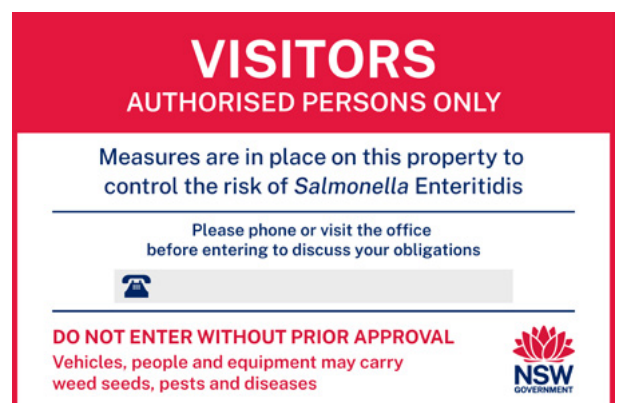 VISITORS
AUTHORISED PERSONS ONLY
Measures are in place on this property to
control the risk of Salmonella Enteritidis
Please phone or visit the office
before entering to discuss your obligations
DO NOT ENTER WITHOUT PRIOR APPROVAL
Vehicles, people and equipment may carry
weed seeds, pests and diseases
NSW
GOVERNMENT